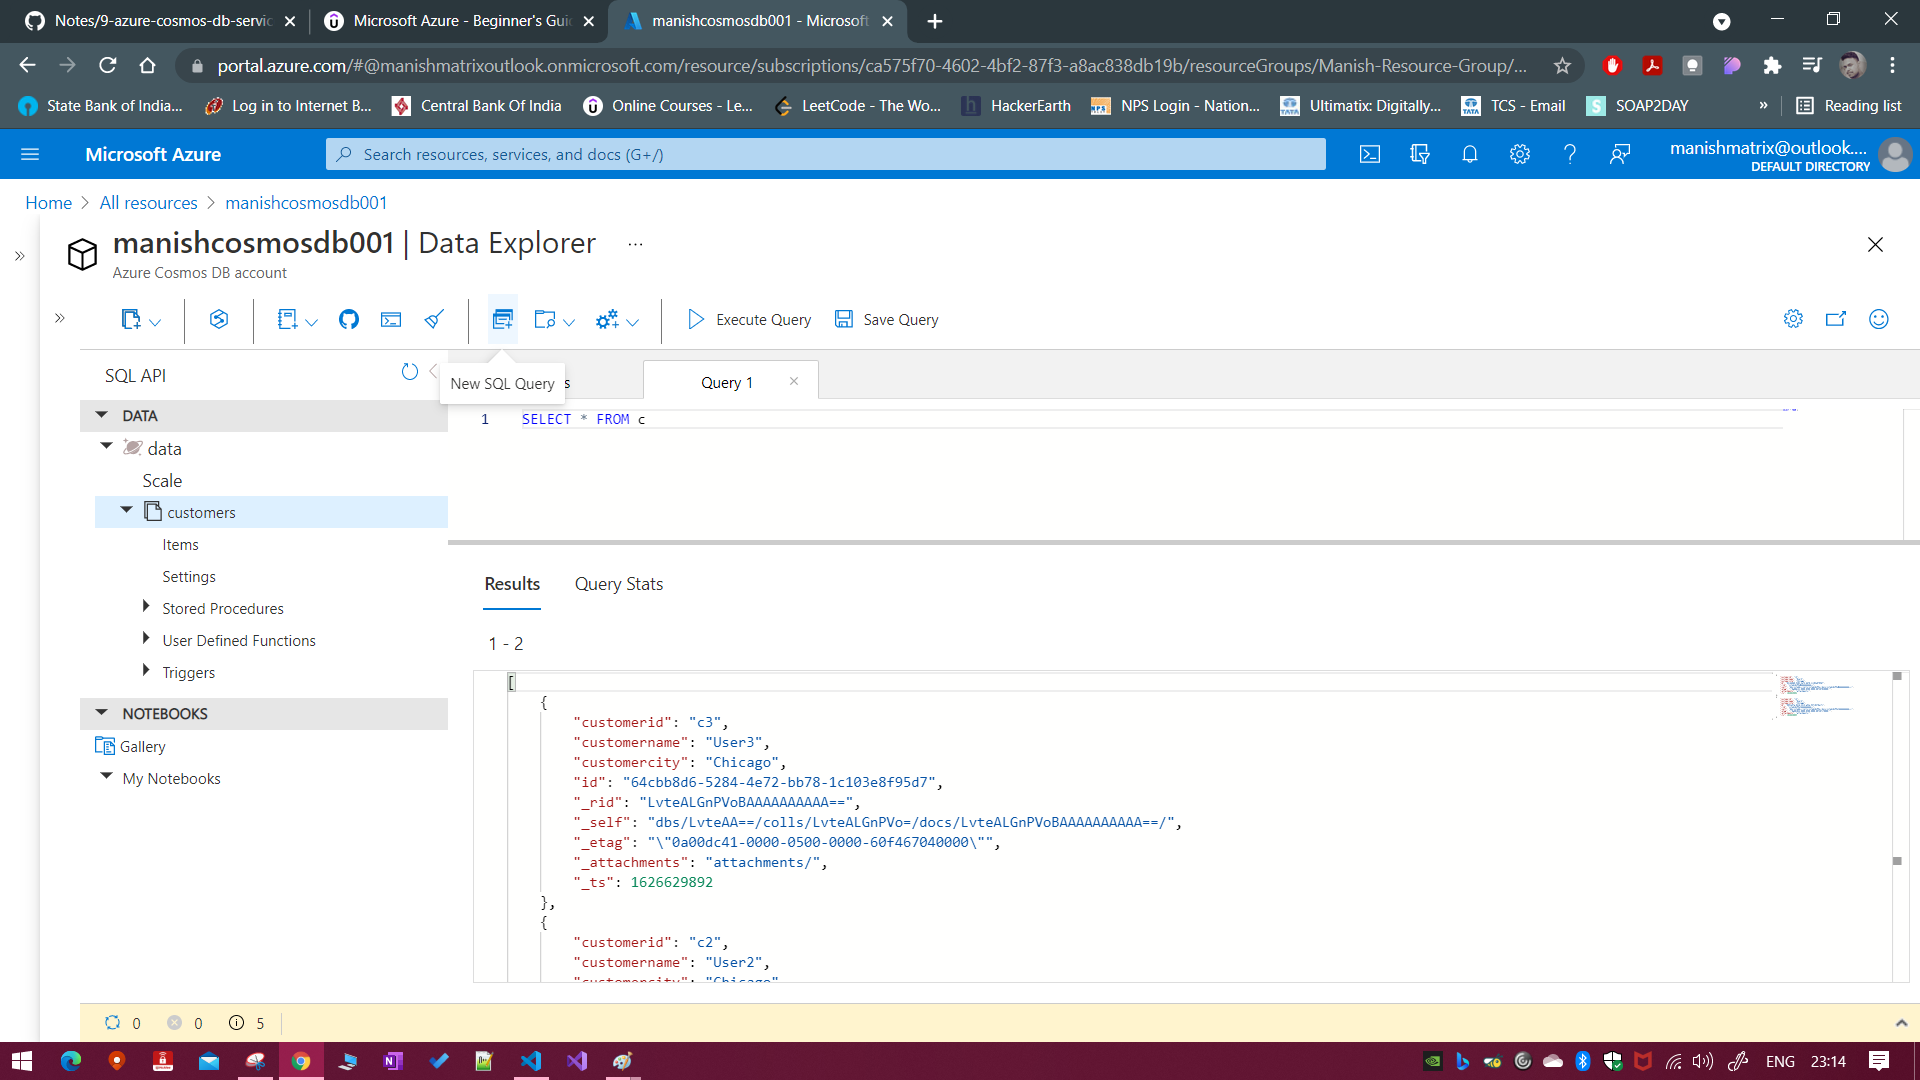 Notes/9-azure-cosmos-db-servic
Microsoft Azure - Beginner's Gui
manishcosmosdb001 - Microsoft
portal.azure.com/#@manishmatrixoutlook.onmicrosoft.com/resource/subscriptions/ca575f70-4602-4bf2-87f3-a8ac838db19b/resourceGroups/Manish-Resource-Group/...
State Bank of India... Log in to Internet B... Central Bank Of India Online Courses - Le... LeetCode - The Wo... HackerEarth NPS Login - Nation... Ultimatix: Digitally... TCS - Email SOAP2DAY » Reading list
Microsoft Azure
Search resources, services, and docs (G+/)
manishmatrix@outlook....
DEFAULT DIRECTORY
Home > All resources > manishcosmosdb001
manishcosmosdb001 | Data Explorer ...
Azure Cosmos DB account
Execute Query
Save Query
SQL API
New SQL Query
s
Query 1
DATA
data
Scale
customers
Items
Settings
Stored Procedures
User Defined Functions
Triggers
NOTEBOOKS
Gallery
My Notebooks
1 SELECT * FROM c
Results Query Stats
1 - 2
[
{
"customerid": "c3",
"customername": "User3",
"customercity": "Chicago",
"id": "64cbb8d6-5284-4e72-bb78-1c103e8f95d7",
"_rid": "LvteALGnPVoBAAAAAAAAAA==",
"_self": "dbs/LvteAA==/colls/LvteALGnPVo=/docs/LvteALGnPVoBAAAAAAAAAA==/",
"_etag": "\"0a00dc41-0000-0500-0000-60f467040000\"",
"_attachments": "attachments/",
"_ts": 1626629892
},
{
"customerid": "c2",
"customername": "User2",
"customercity": "Chicago"
0 0 5
ENG 23:14